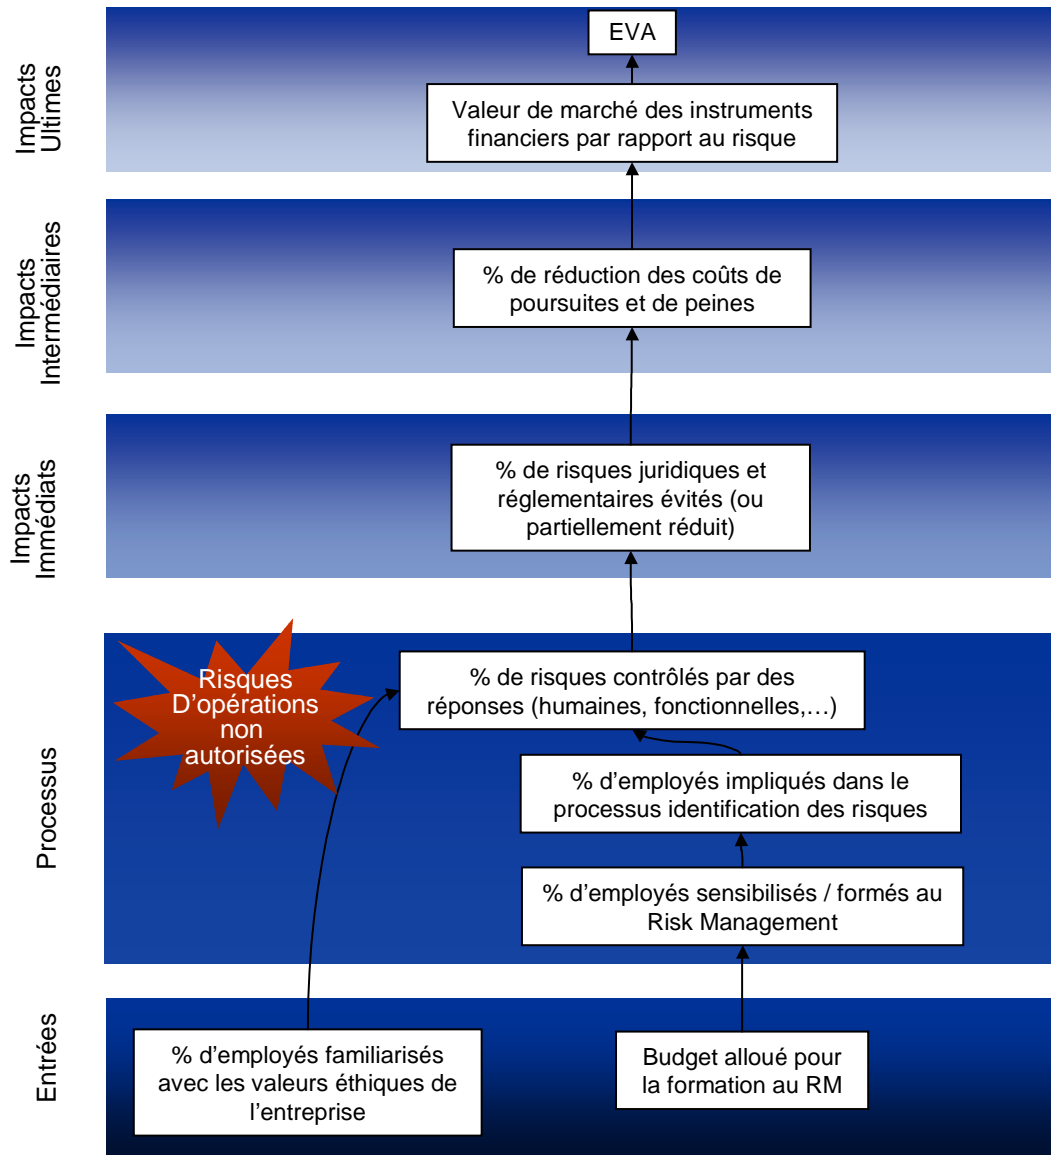 Impacts
Ultimes
EVA
Valeur de marché des instruments
financiers par rapport au risque
Impacts
Intermédiaires
% de réduction des coûts de
poursuites et de peines
Impacts
Immédiats
% de risques juridiques et
réglementaires évités (ou
partiellement réduit)
Processus
Risques
D’opérations
non
autorisées
% de risques contrôlés par des
réponses (humaines, fonctionnelles,…)
% d’employés impliqués dans le
processus identification des risques
% d’employés sensibilisés / formés au
Risk Management
Entrées
% d’employés familiarisés
avec les valeurs éthiques de
l’entreprise
Budget alloué pour
la formation au RM